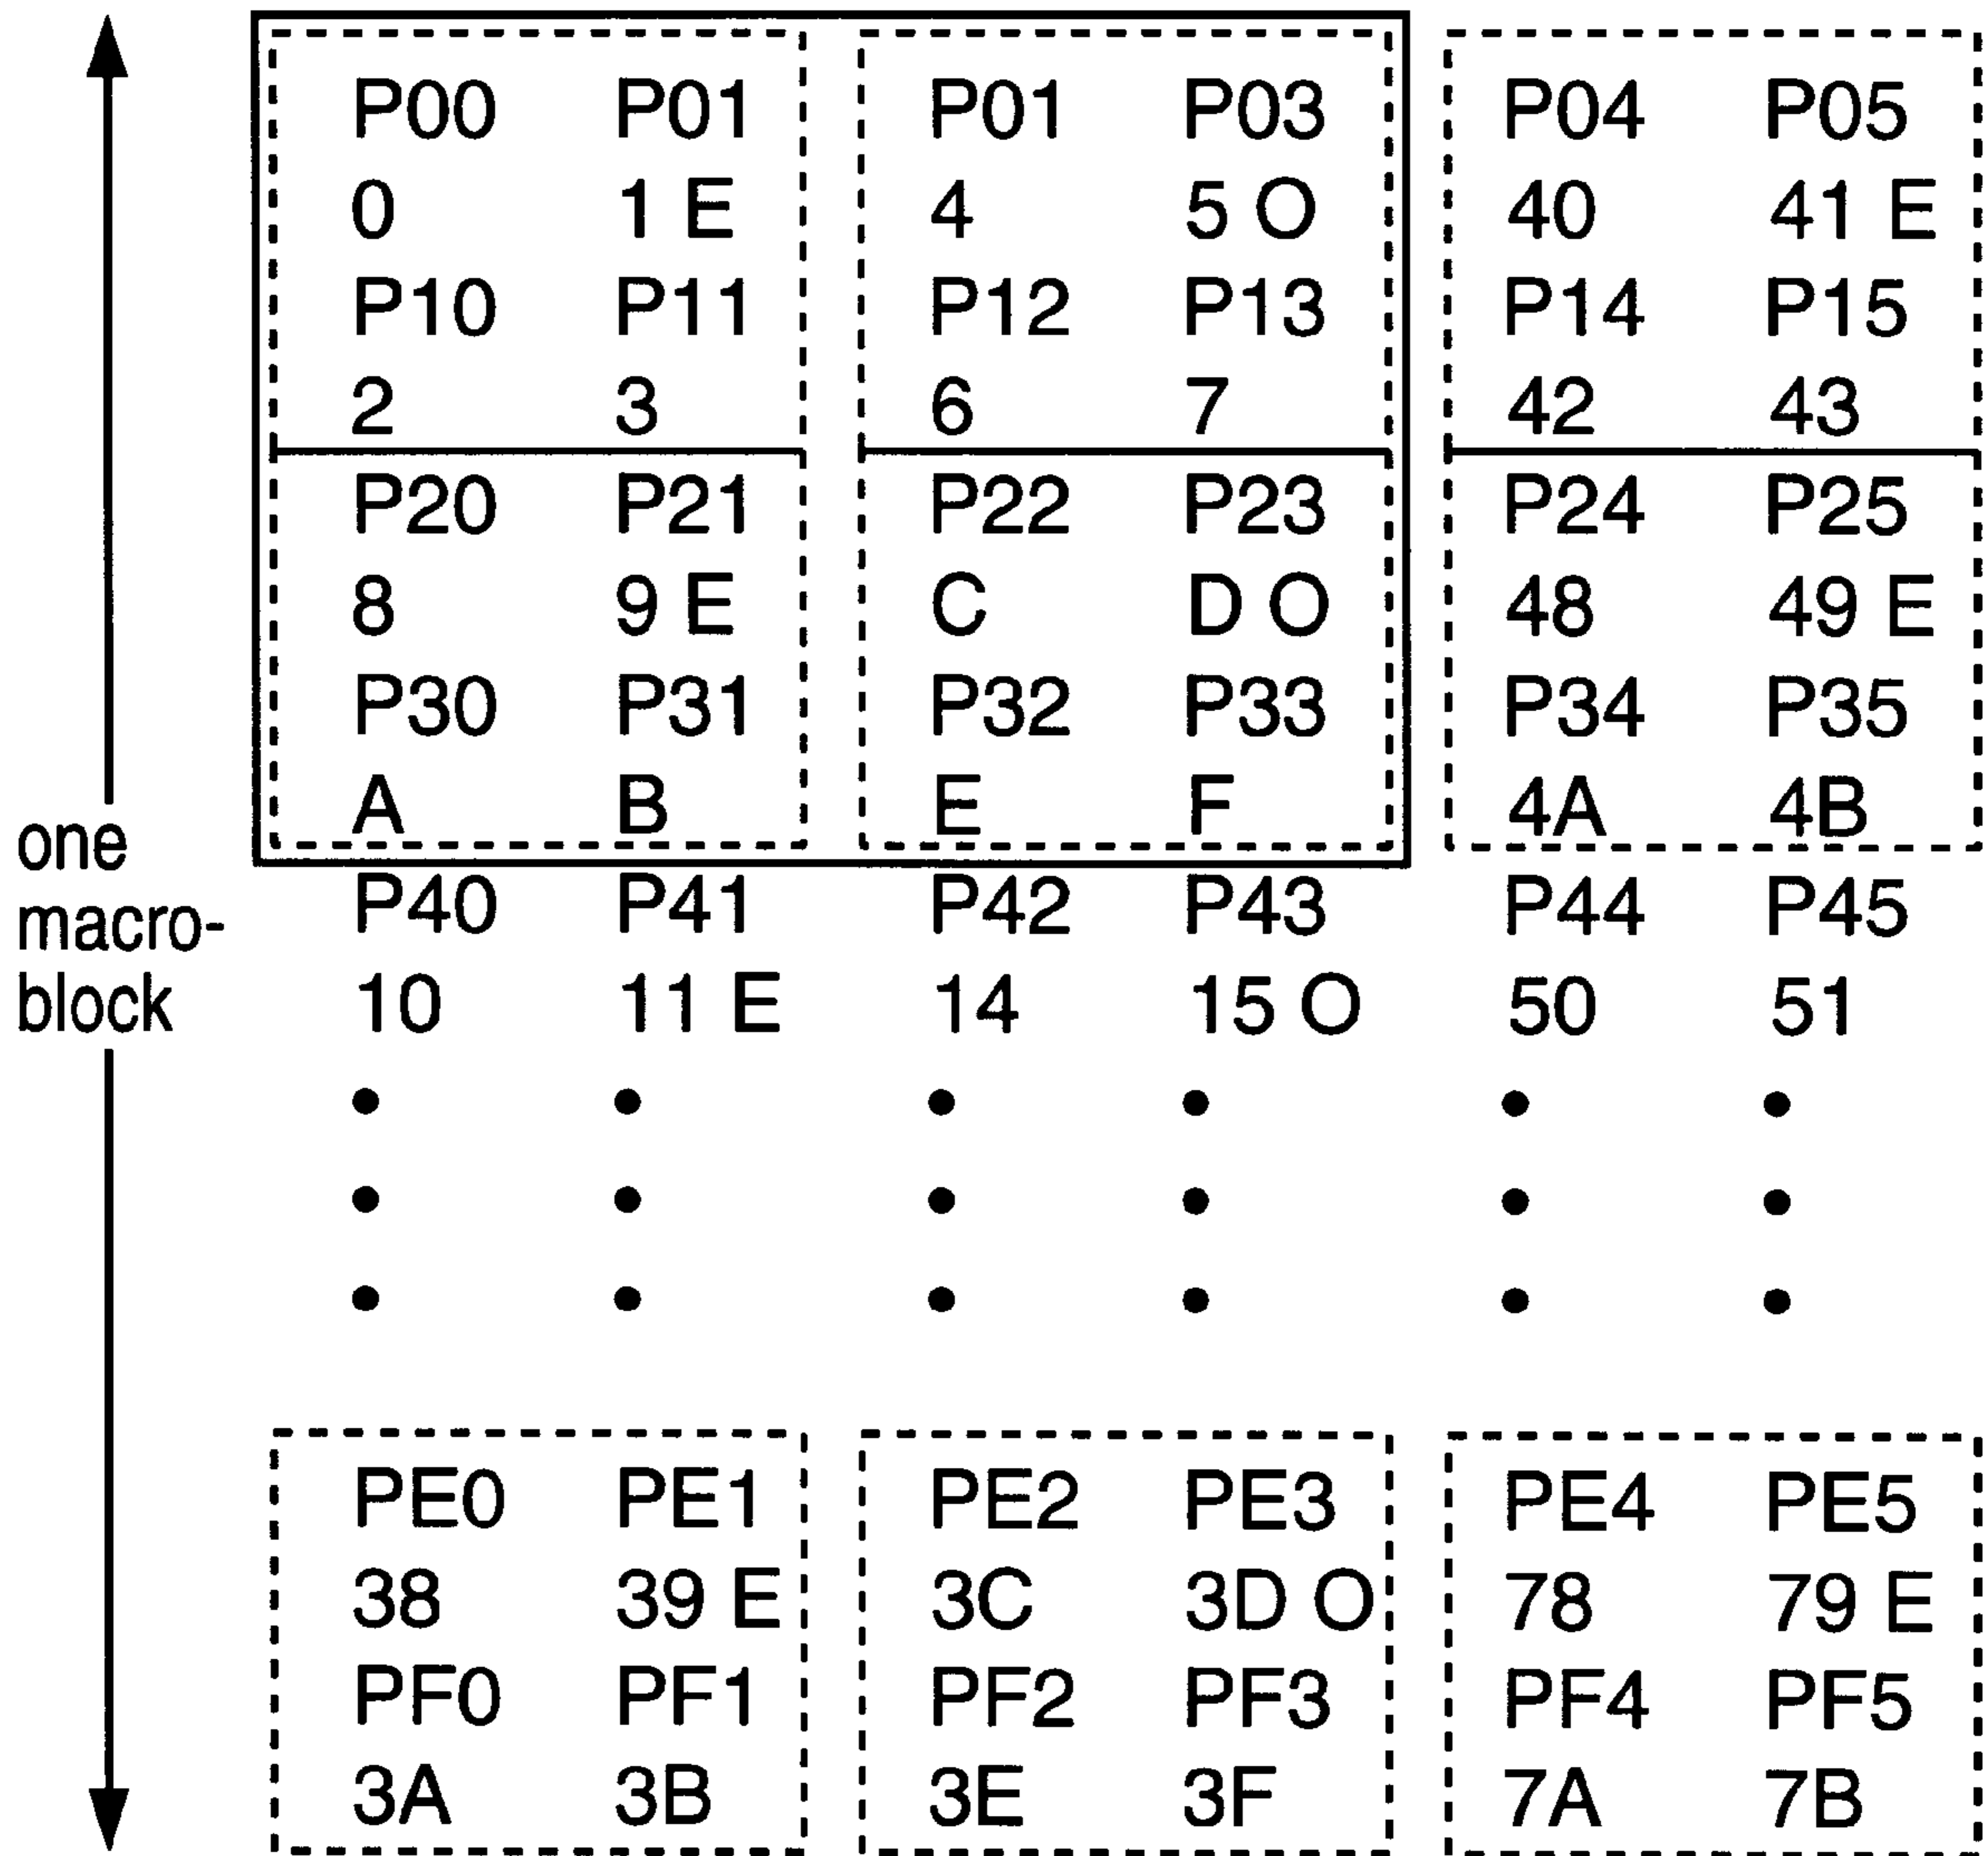 P00 P01 P01 P03 P04 P05
0 1 E 4 5 O 40 41 E
P10 P11 P12 P13 P14 P15
2 3 6 7 42 43
P20 P21 P22 P23 P24 P25
8 9 E C D O 48 49 E
P30 P31 P32 P33 P34 P35
A B E F 4A 4B
one
macro-
block
P40 P41 P42 P43 P44 P45
10 11 E 14 15 O 50 51
PE0 PE1 PE2 PE3 PE4 PE5
38 39 E 3C 3D O 78 79 E
PF0 PF1 PF2 PF3 PF4 PF5
3A 3B 3E 3F 7A 7B